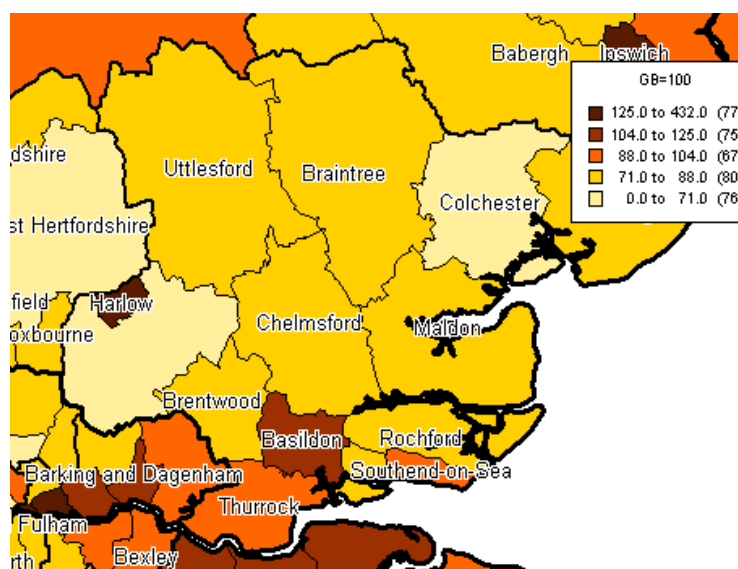 Babergh
Ipswich
GB=100
125.0 to 432.0 (77
104.0 to 125.0 (75
88.0 to 104.0 (67
71.0 to 88.0 (80
0.0 to 71.0 (76
dshire
Uttlesford
Braintree
Colchester
st Hertfordshire
field
Harlow
oxbourne
Chelmsford
Maldon
Brentwood
Basildon
Rochford
Barking and Dagenham
Southend-on-Sea
Thurrock
Fulham
rth
Bexley